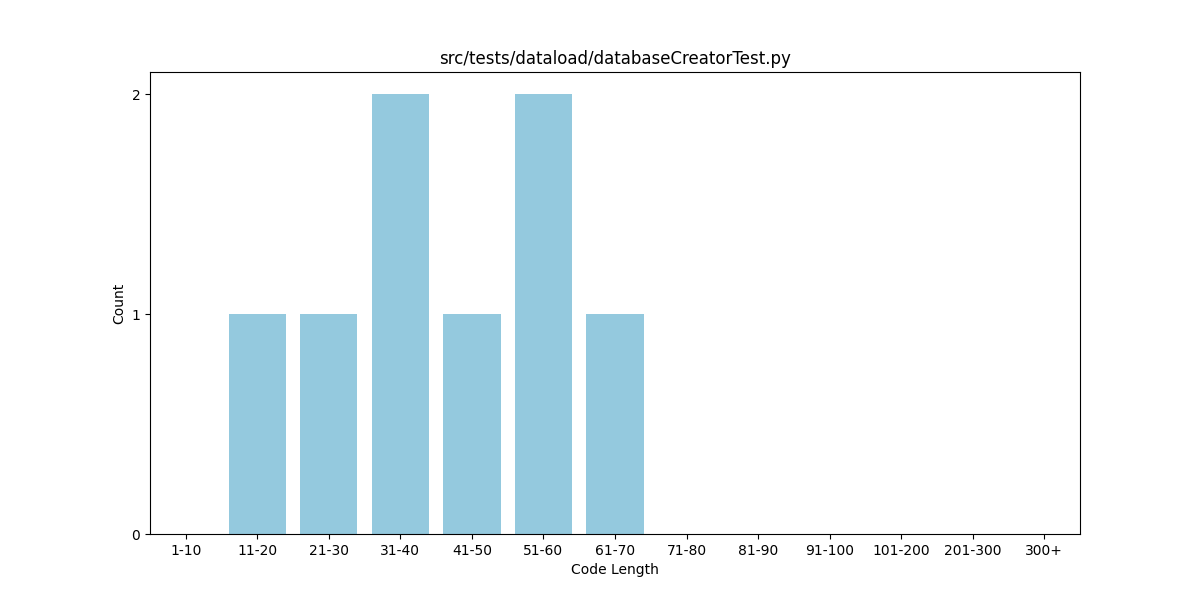 src/tests/dataload/databaseCreatorTest.py
2
1
0
Count
1-10 11-20 21-30 31-40 41-50 51-60 61-70 71-80 81-90 91-100 101-200 201-300 300+
Code Length